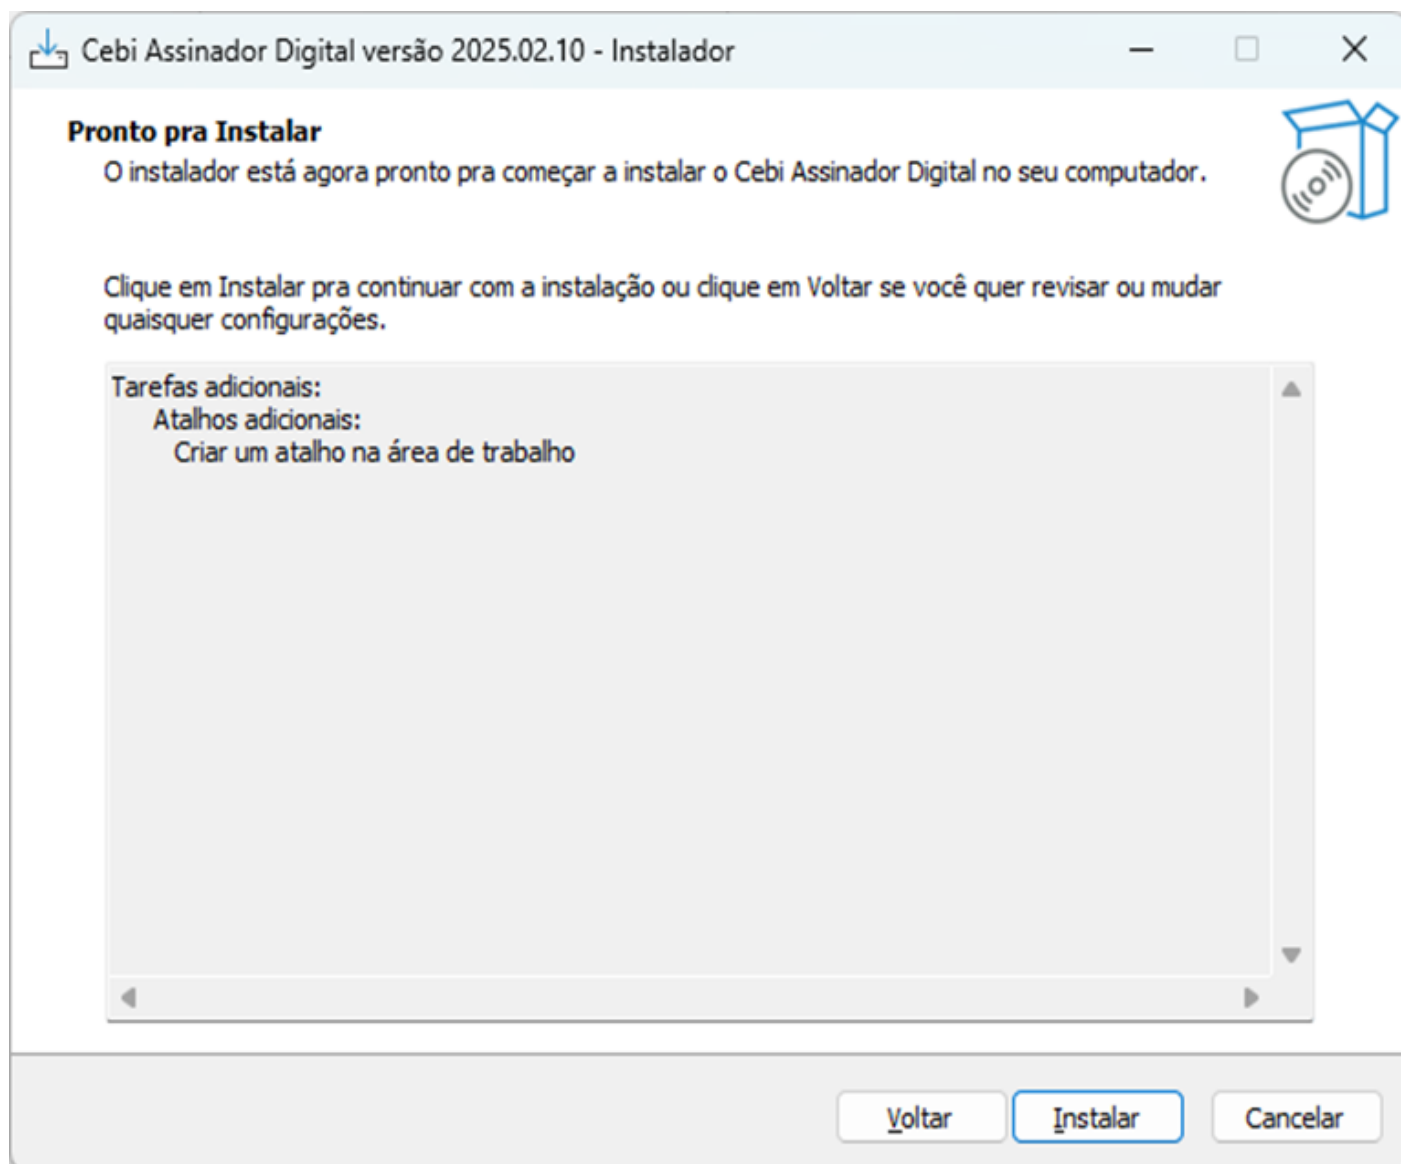 Cebi Assinador Digital versão 2025.02.10 - Instalador
Pronto pra Instalar
O instalador está agora pronto pra começar a instalar o Cebi Assinador Digital no seu computador.
Clique em Instalar pra continuar com a instalação ou clique em Voltar se você quer revisar ou mudar
quaisquer configurações.
Tarefas adicionais:
Atalhos adicionais:
Criar um atalho na área de trabalho
Voltar
Instalar
Cancelar